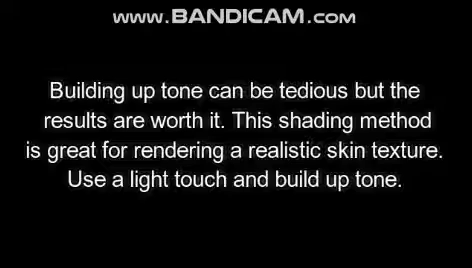 www.BANDICAM.com
Building up tone can be tedious but the
results are worth it. This shading method
is great for rendering a realistic skin texture.
Use a light touch and build up tone.